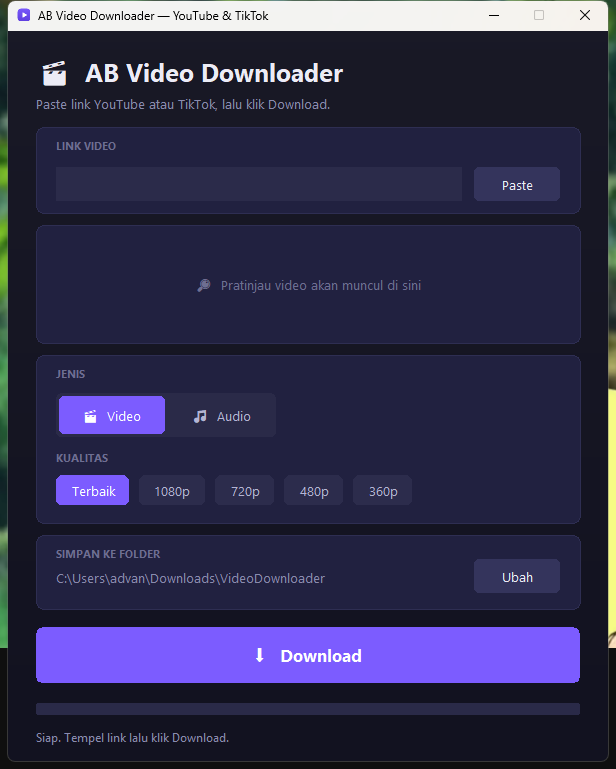 AB Video Downloader — YouTube & TikTok
AB Video Downloader
Paste link YouTube atau TikTok, lalu klik Download.
LINK VIDEO
Paste
Pratinjau video akan muncul di sini
JENIS
Video Audio
KUALITAS
Terbaik 1080p 720p 480p 360p
SIMPAN KE FOLDER
C:\Users\advan\Downloads\VideoDownloader
Ubah
Download
Siap. Tempel link lalu klik Download.